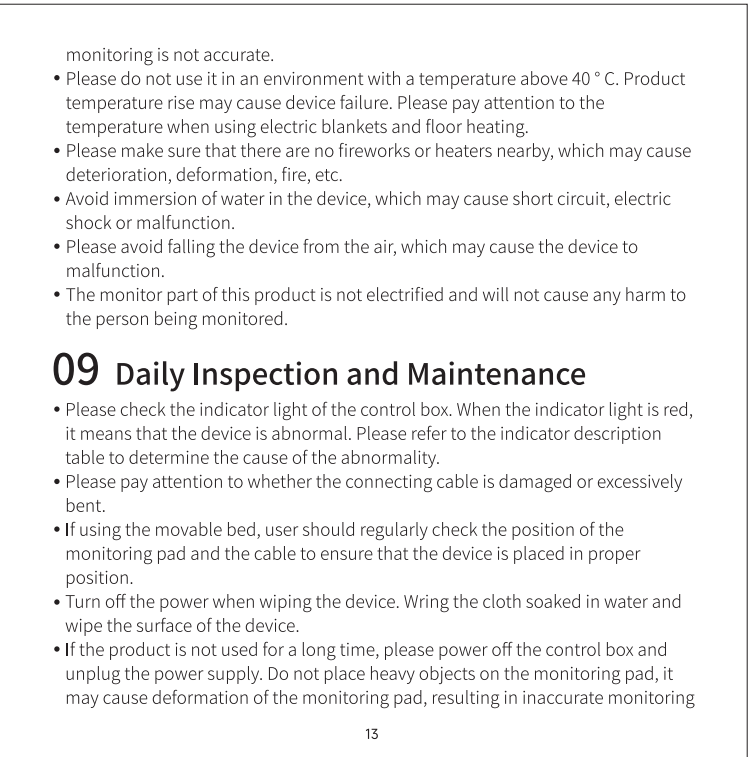 monitoring is not accurate.
• Please do not use it in an environment with a temperature above 40 ° C. Product
temperature rise may cause device failure. Please pay attention to the
temperature when using electric blankets and floor heating.
• Please make sure that there are no fireworks or heaters nearby, which may cause
deterioration, deformation, fire, etc.
• Avoid immersion of water in the device, which may cause short circuit, electric
shock or malfunction.
• Please avoid falling the device from the air, which may cause the device to
malfunction.
• The monitor part of this product is not electrified and will not cause any harm to
the person being monitored.
09 Daily Inspection and Maintenance
• Please check the indicator light of the control box. When the indicator light is red,
it means that the device is abnormal. Please refer to the indicator description
table to determine the cause of the abnormality.
• Please pay attention to whether the connecting cable is damaged or excessively
bent.
• If using the movable bed, user should regularly check the position of the
monitoring pad and the cable to ensure that the device is placed in proper
position.
• Turn off the power when wiping the device. Wring the cloth soaked in water and
wipe the surface of the device.
• If the product is not used for a long time, please power off the control box and
unplug the power supply. Do not place heavy objects on the monitoring pad, it
may cause deformation of the monitoring pad, resulting in inaccurate monitoring
13